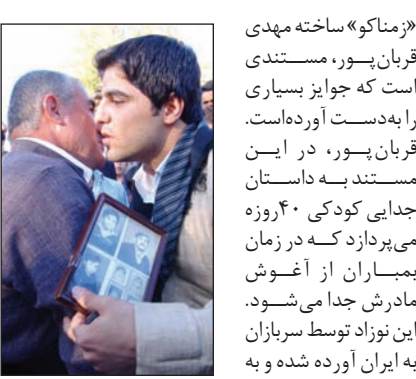 «زمناکو» ساخته مهدی
قربان‌پور، مستندی
است که جوایز بسیاری
را به‌دست آورده‌است.
قربان‌پور، در این
مستند به داستان
جدایی کودکی ۴۰روزه
می‌پردازد که در زمان
بمباران از آغوش
مادرش جدا می‌شود.
این نوزاد توسط سربازان
به ایران آورده شده و به